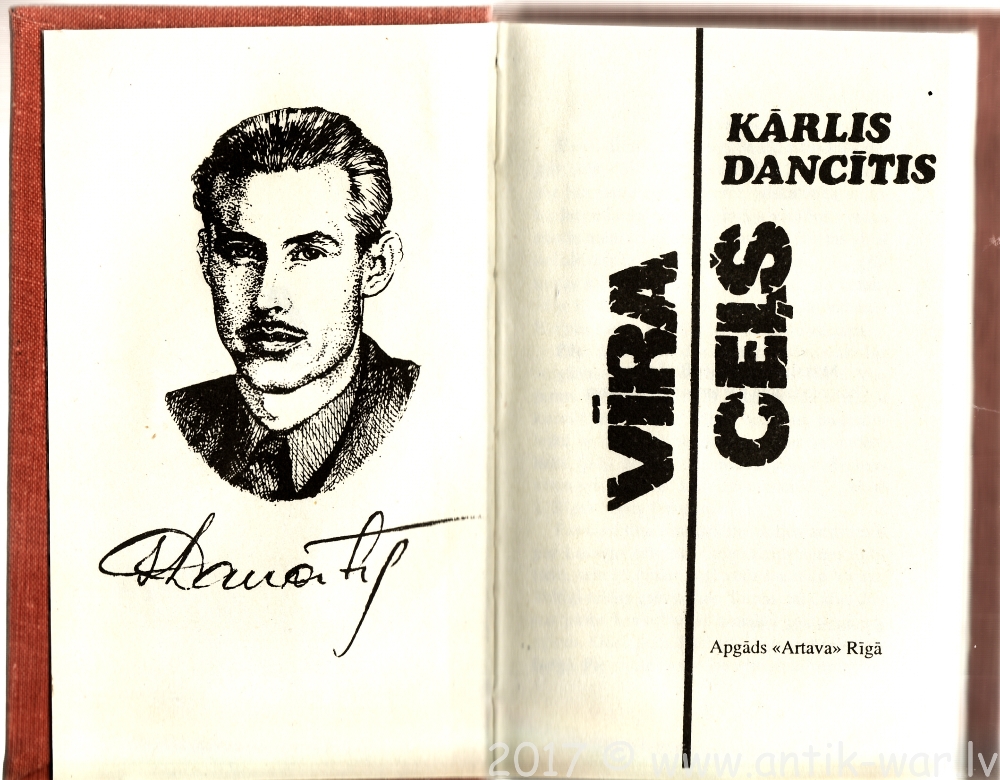 KĀRLIS
DANCĪTIS
VĪRA
CEĻŠ
Apgāds «Artava» Rīgā
2017 © www.antik-war.lv